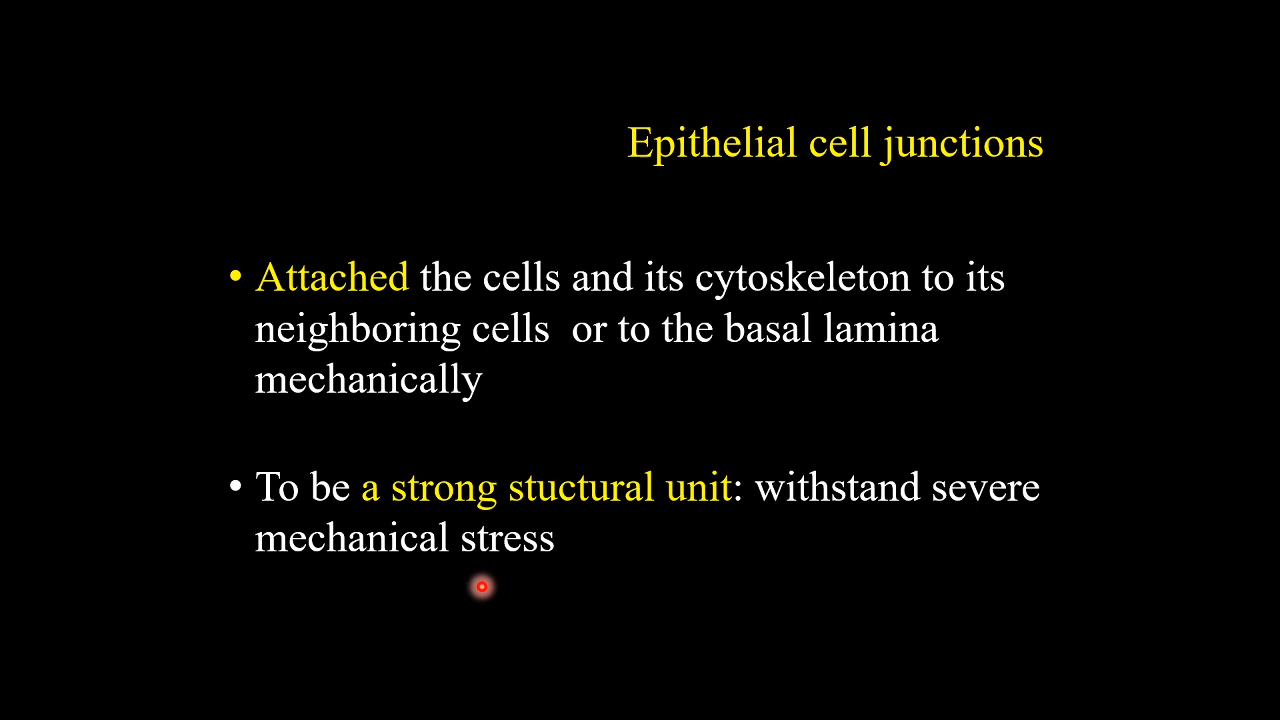 Epithelial cell junctions
• Attached the cells and its cytoskeleton to its
neighboring cells  or to the basal lamina
mechanically
• To be a strong stuctural unit: withstand severe
mechanical stress